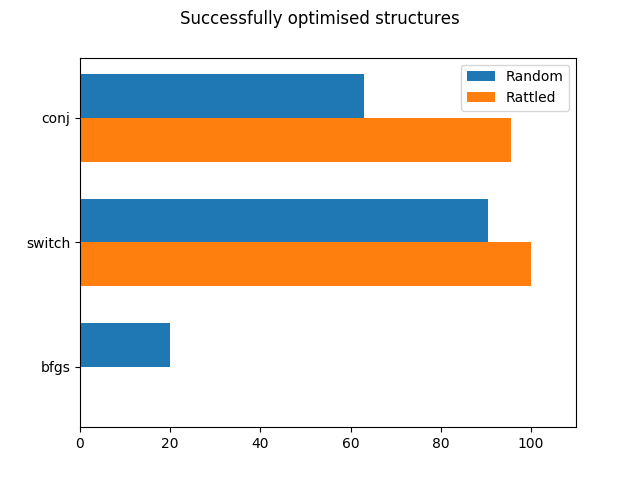 Successfully optimised structures
Random
Rattled
conj
switch
bfgs
0 20 40 60 80 100